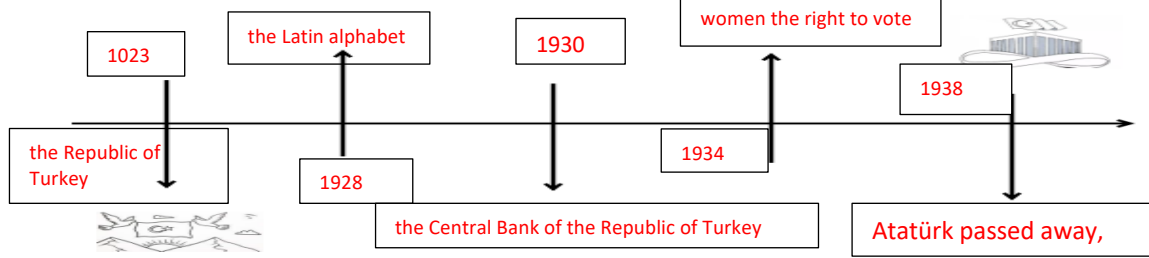 women the right to vote
the Latin alphabet
1930
1023
1938
the Republic of
Turkey
1934
1928
the Central Bank of the Republic of Turkey
Atatürk passed away,